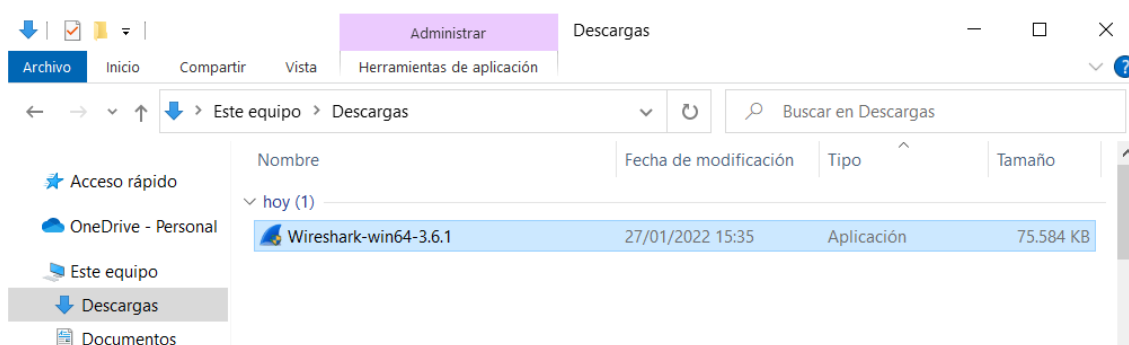 Administrar
Descargas
Archivo Inicio Compartir Vista Herramientas de aplicación
Este equipo Descargas Buscar en Descargas
Nombre Fecha de modificación Tipo Tamaño
Acceso rápido
hoy (1)
OneDrive - Personal
Wireshark-win64-3.6.1 27/01/2022 15:35 Aplicación 75.584 KB
Este equipo
Descargas
Documentos